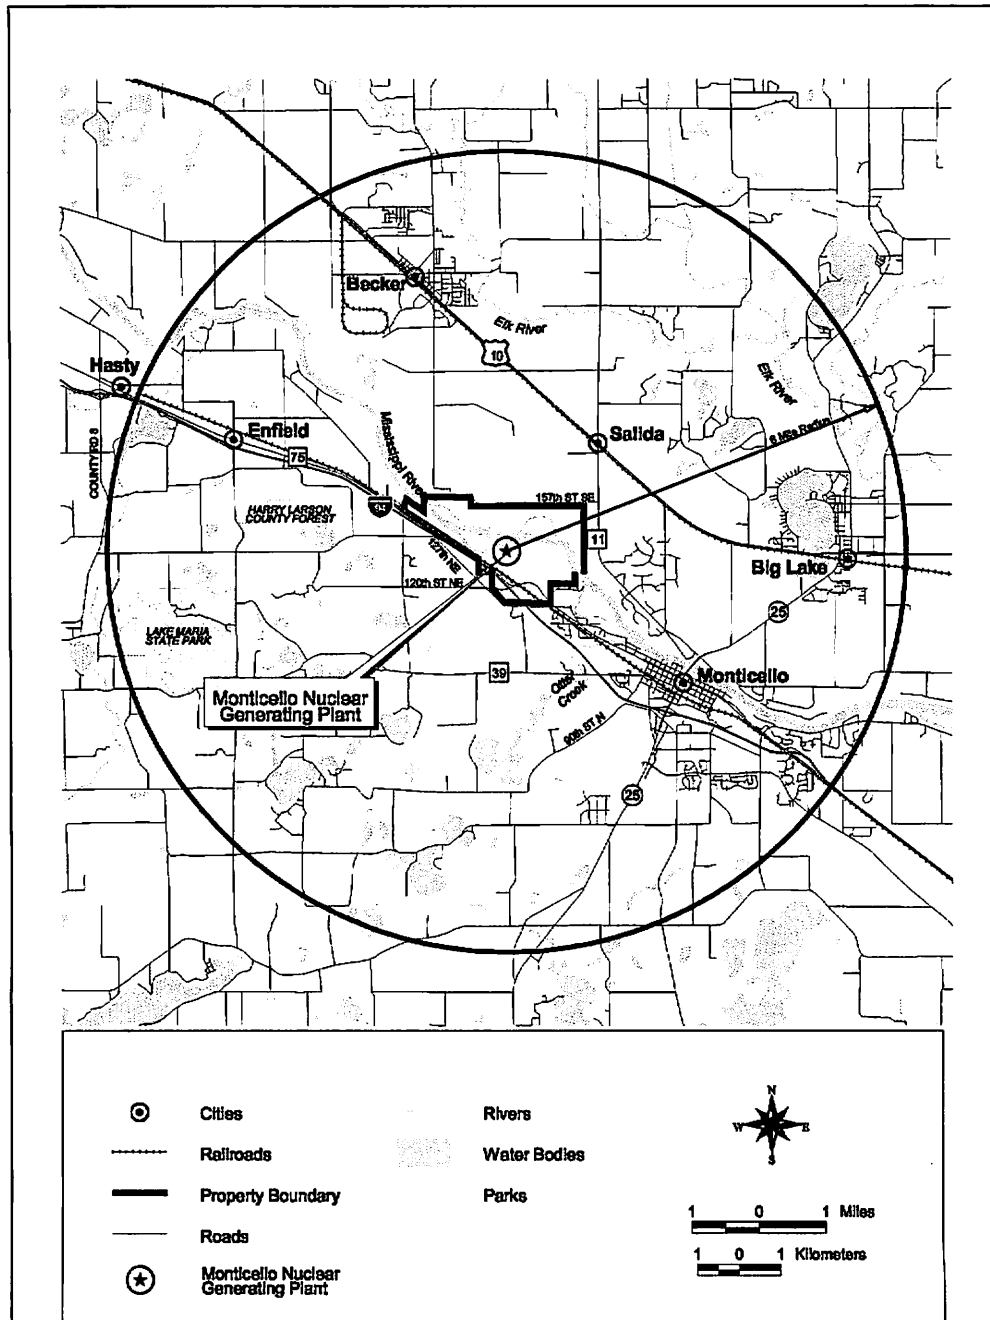 Becker
Elk River
10
Hasty
Elk River
Enfield
Mississippi River
Salida
6 Mile Radius
COUNTY RD 8
75
94
157th ST SE
HARRY LARSON
COUNTY FOREST
11
127th NE
Big Lake
120th ST NE
25
LAKE MARIA
STATE PARK
39
Monticello
Otter
Creek
Monticello Nuclear
Generating Plant
90th ST N
25
N
Cities
Rivers
W E
Railroads
Water Bodies
S
Property Boundary
Parks
1 0 1 Miles
Roads
1 0 1 Kilometers
Monticello Nuclear
Generating Plant